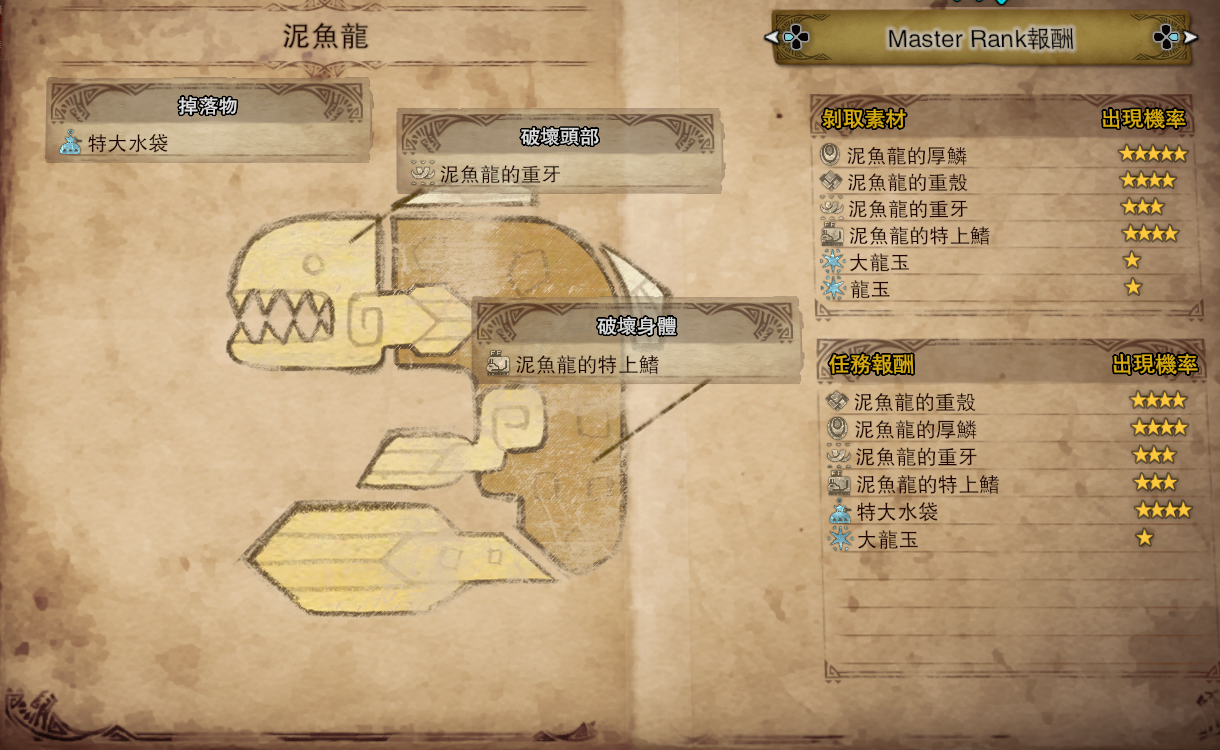 泥魚龍
Master Rank報酬
掉落物
特大水袋
破壞頭部
泥魚龍的重牙
破壞身體
泥魚龍的特上鰭
剝取素材 出現機率
泥魚龍的厚鱗 ★★★★★
泥魚龍的重殼 ★★★★
泥魚龍的重牙 ★★★
泥魚龍的特上鰭 ★★★★
大龍玉 ★
龍玉 ★
任務報酬 出現機率
泥魚龍的重殼 ★★★★
泥魚龍的厚鱗 ★★★★
泥魚龍的重牙 ★★★
泥魚龍的特上鰭 ★★★
特大水袋 ★★★★
大龍玉 ★